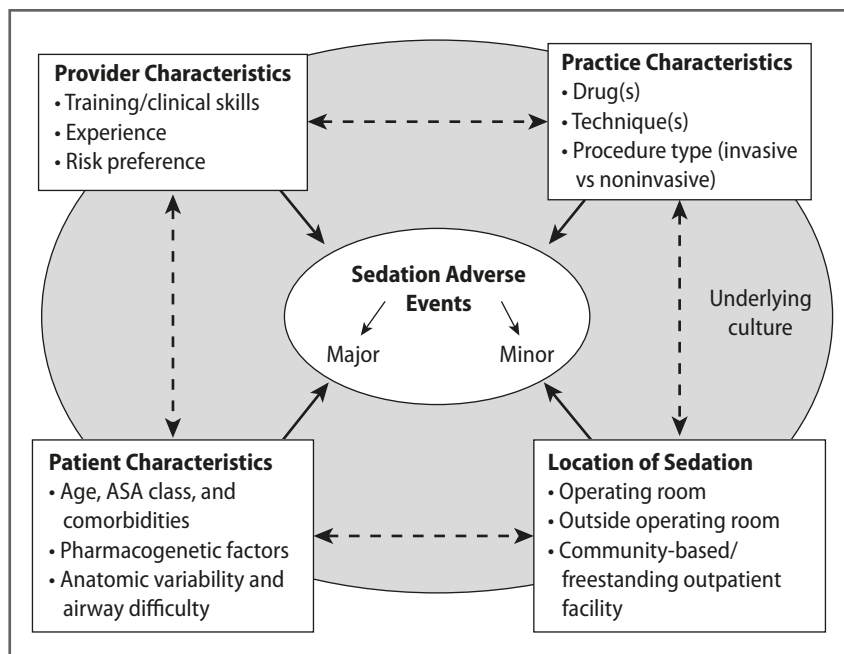 Provider Characteristics
• Training/clinical skills
• Experience
• Risk preference
Practice Characteristics
• Drug(s)
• Technique(s)
• Procedure type (invasive
vs noninvasive)
Sedation Adverse
Events
Major
Minor
Underlying
culture
Patient Characteristics
• Age, ASA class, and
comorbidities
• Pharmacogenetic factors
• Anatomic variability and
airway difficulty
Location of Sedation
• Operating room
• Outside operating room
• Community-based/
freestanding outpatient
facility